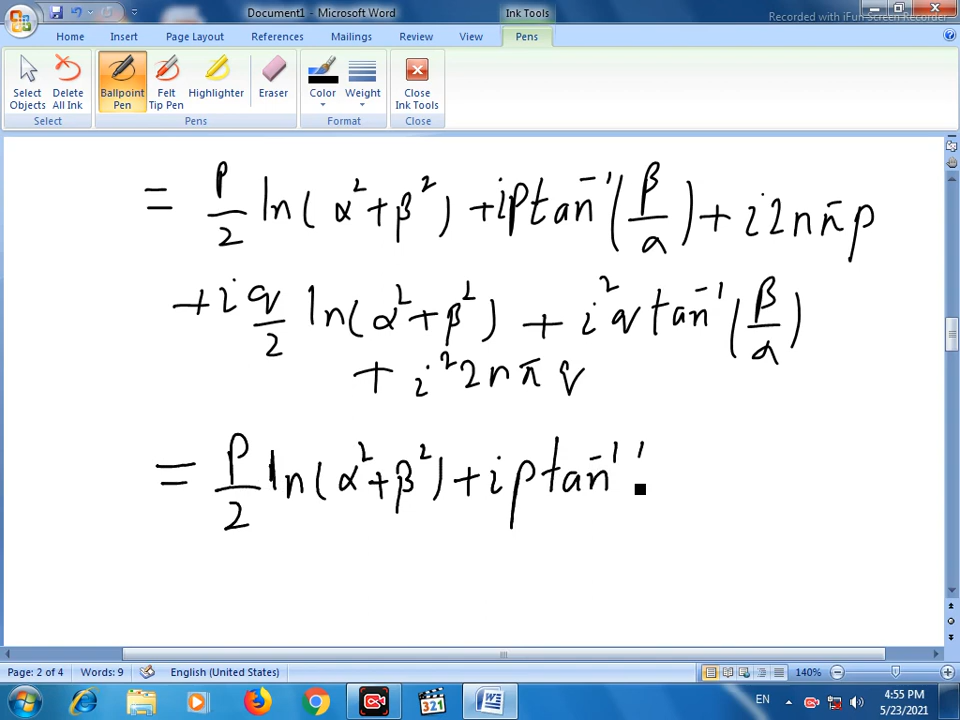 Document1 - Microsoft Word
Ink Tools
Recorded with iFun Screen Recorder
Home Insert Page Layout References Mailings Review View Pens
Select Objects
Delete All Ink
Ballpoint Pen
Felt Tip Pen
Highlighter
Eraser
Color
Weight
Close Ink Tools
Select Pens Format Close
= p/2 ln(α²+β²) + ip tan⁻¹(β/α) + i2nπp
+ i q/2 ln(α²+β²) + i²q tan⁻¹(β/α)
+ i²2nπq
= p/2 ln(α²+β²) + ip tan⁻¹
Page: 2 of 4 Words: 9 English (United States) 140%
321
EN
4:55 PM
5/23/2021